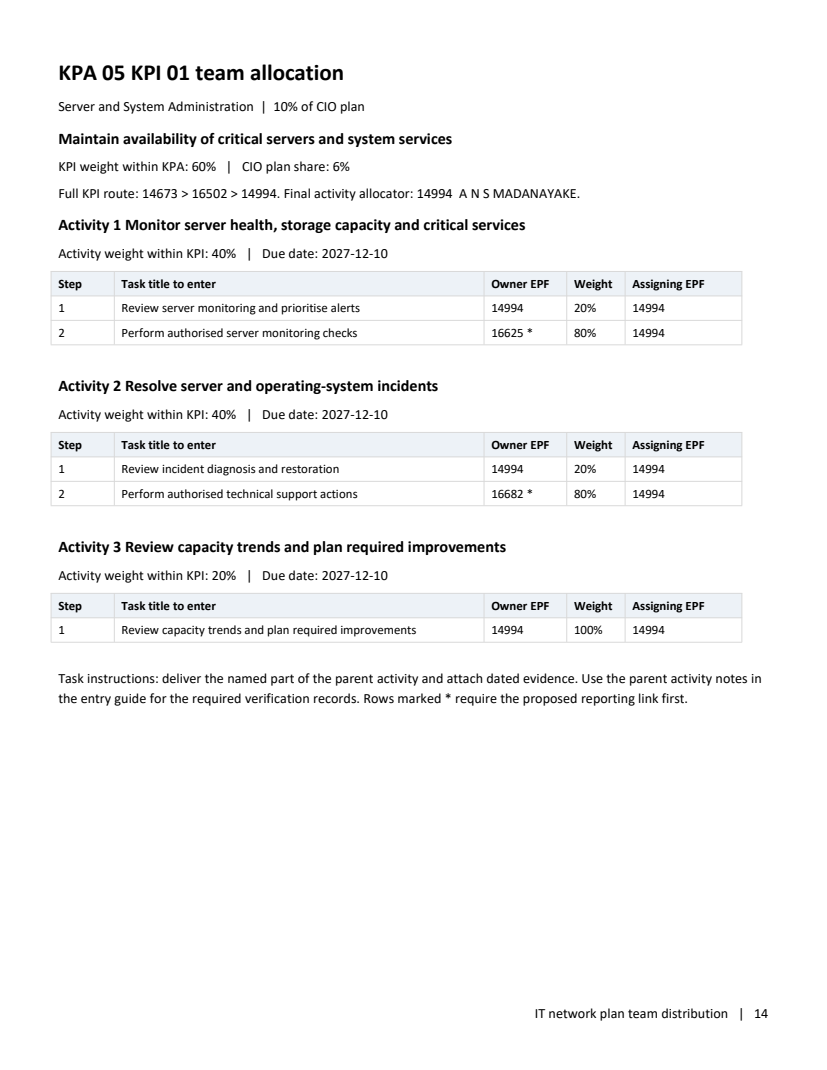 KPA 05 KPI 01 team allocation
Server and System Administration | 10% of CIO plan
Maintain availability of critical servers and system services
KPI weight within KPA: 60% | CIO plan share: 6%
Full KPI route: 14673 > 16502 > 14994. Final activity allocator: 14994 A N S MADANAYAKE.
Activity 1 Monitor server health, storage capacity and critical services
Activity weight within KPI: 40% | Due date: 2027-12-10
Step Task title to enter Owner EPF Weight Assigning EPF
1 Review server monitoring and prioritise alerts 14994 20% 14994
2 Perform authorised server monitoring checks 16625 * 80% 14994
Activity 2 Resolve server and operating-system incidents
Activity weight within KPI: 40% | Due date: 2027-12-10
Step Task title to enter Owner EPF Weight Assigning EPF
1 Review incident diagnosis and restoration 14994 20% 14994
2 Perform authorised technical support actions 16682 * 80% 14994
Activity 3 Review capacity trends and plan required improvements
Activity weight within KPI: 20% | Due date: 2027-12-10
Step Task title to enter Owner EPF Weight Assigning EPF
1 Review capacity trends and plan required improvements 14994 100% 14994
Task instructions: deliver the named part of the parent activity and attach dated evidence. Use the parent activity notes in
the entry guide for the required verification records. Rows marked * require the proposed reporting link first.
IT network plan team distribution | 14